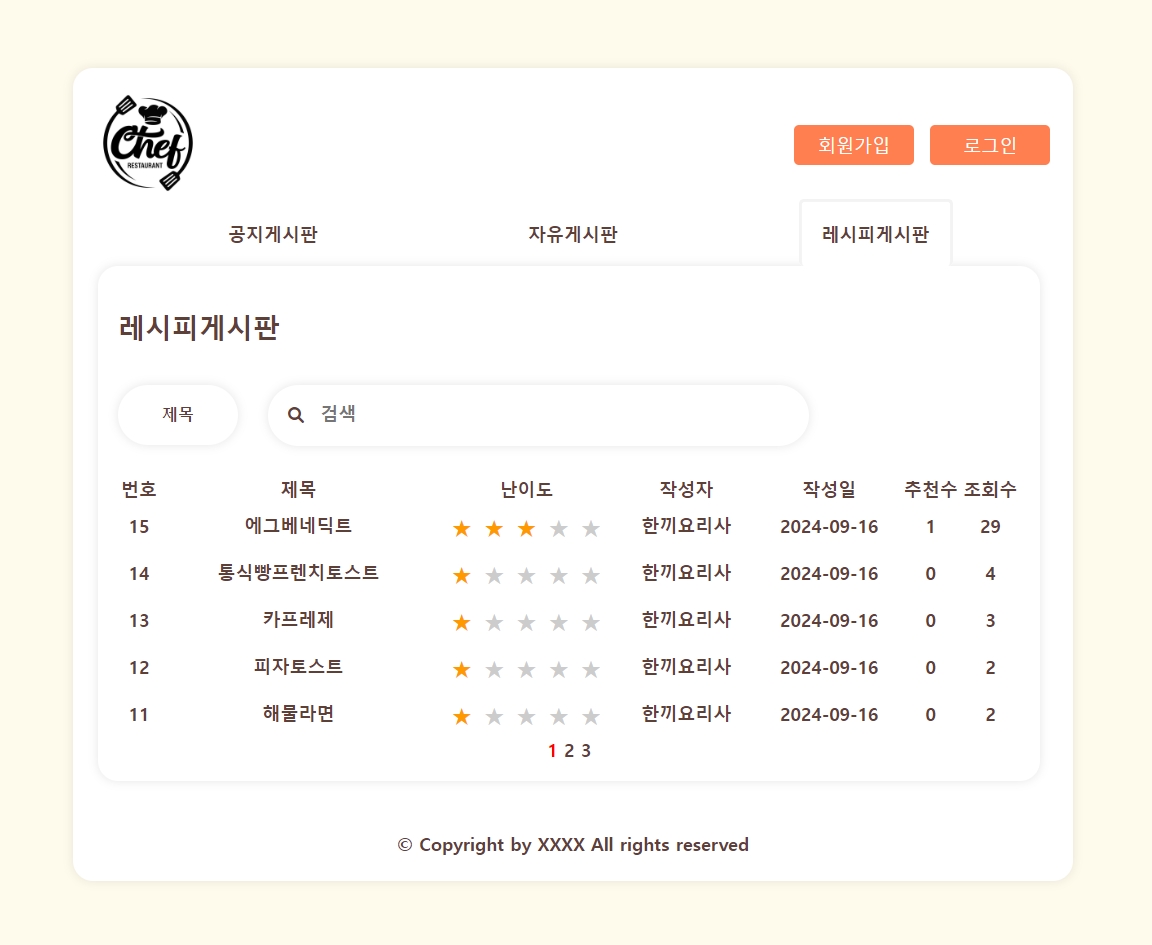 Chef
RESTAURANT
회원가입 로그인
공지게시판 자유게시판 레시피게시판
레시피게시판
제목 검색
번호 제목 난이도 작성자 작성일 추천수 조회수
15 에그베네딕트 ★ ★ ★ ★ ★ 한끼요리사 2024-09-16 1 29
14 통식빵프렌치토스트 ★ ★ ★ ★ ★ 한끼요리사 2024-09-16 0 4
13 카프레제 ★ ★ ★ ★ ★ 한끼요리사 2024-09-16 0 3
12 피자토스트 ★ ★ ★ ★ ★ 한끼요리사 2024-09-16 0 2
11 해물라면 ★ ★ ★ ★ ★ 한끼요리사 2024-09-16 0 2
1 2 3
© Copyright by XXXX All rights reserved